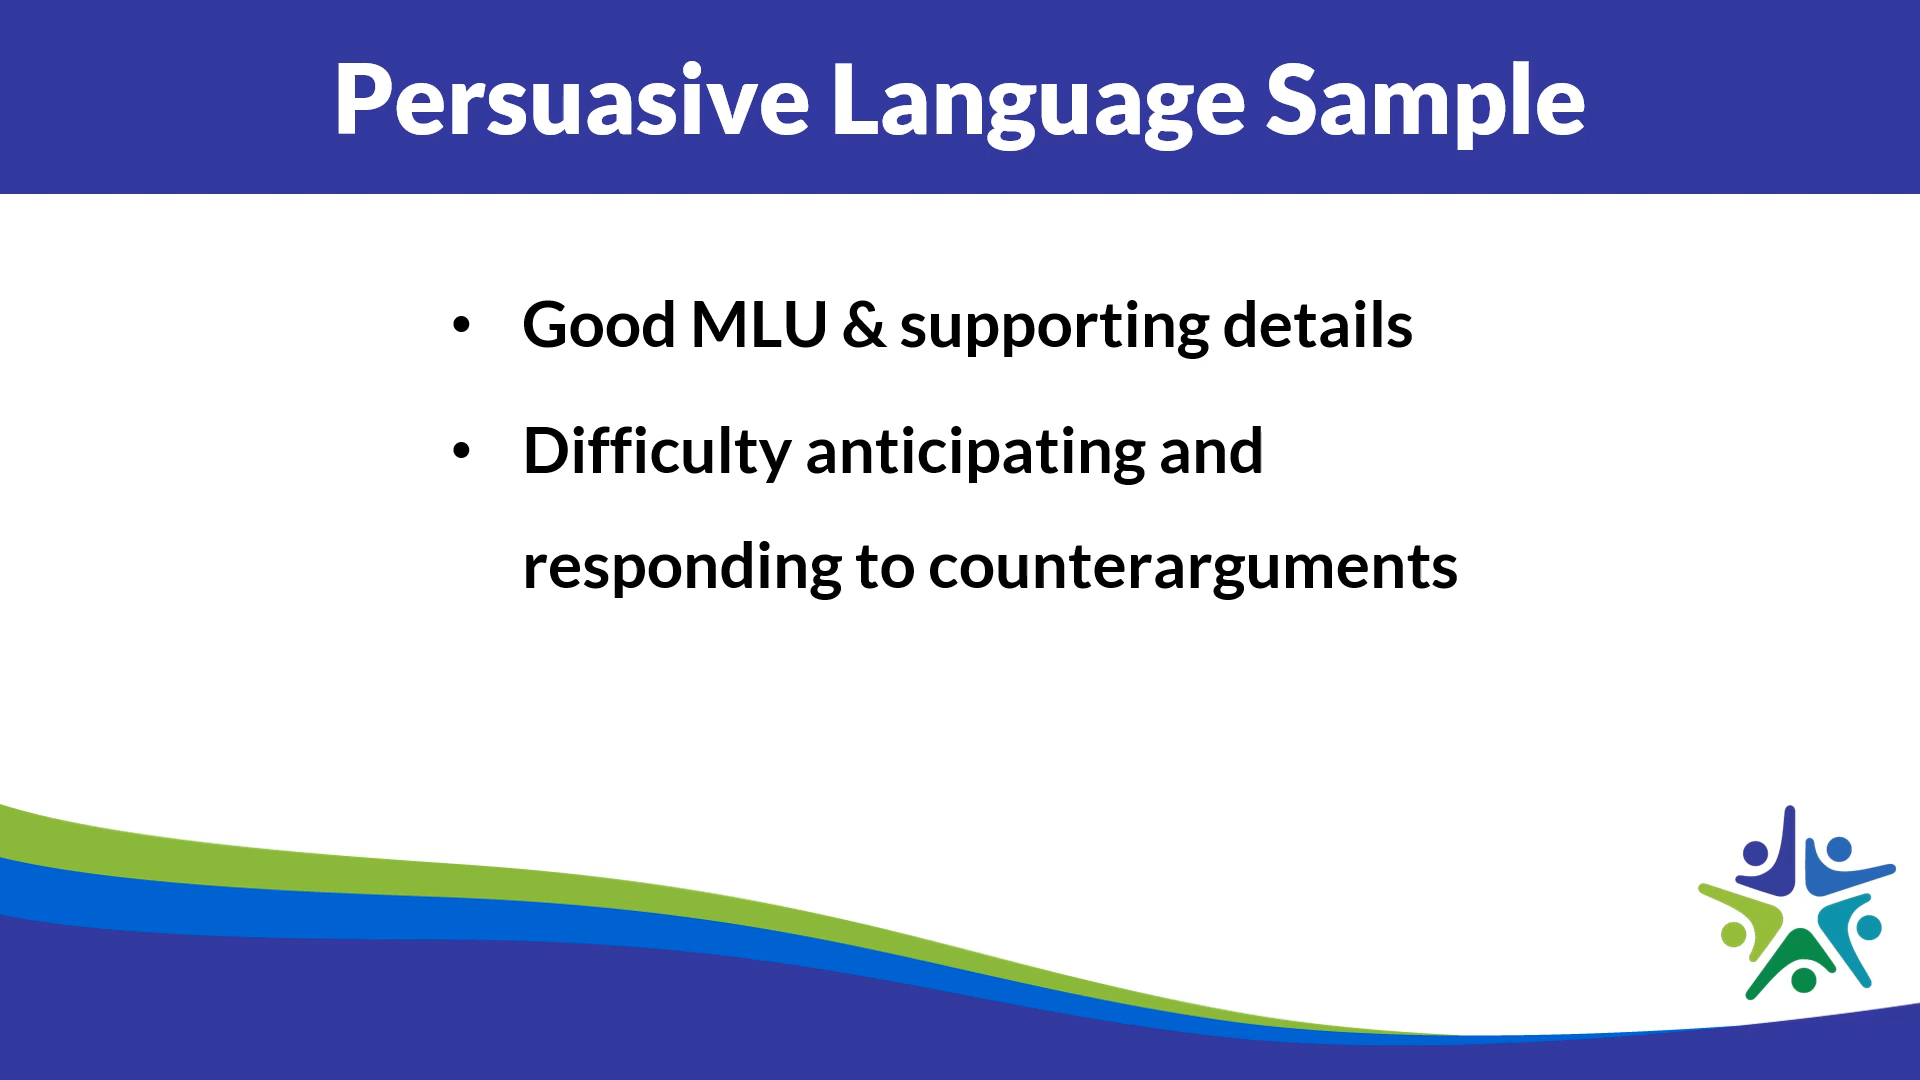 Persuasive Language Sample
• Good MLU & supporting details
• Difficulty anticipating and
responding to counterarguments